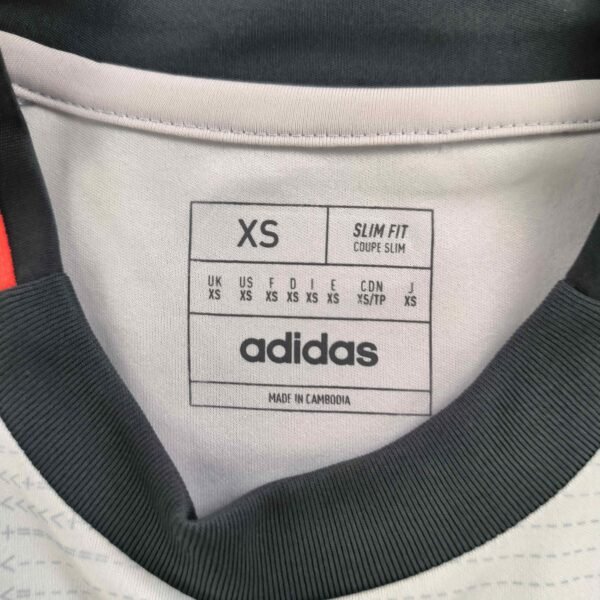 XS
SLIM FIT
COUPE SLIM
UK US F D I E CDN J
XS XS XS XS XS XS XS/TP XS
adidas
MADE IN CAMBODIA